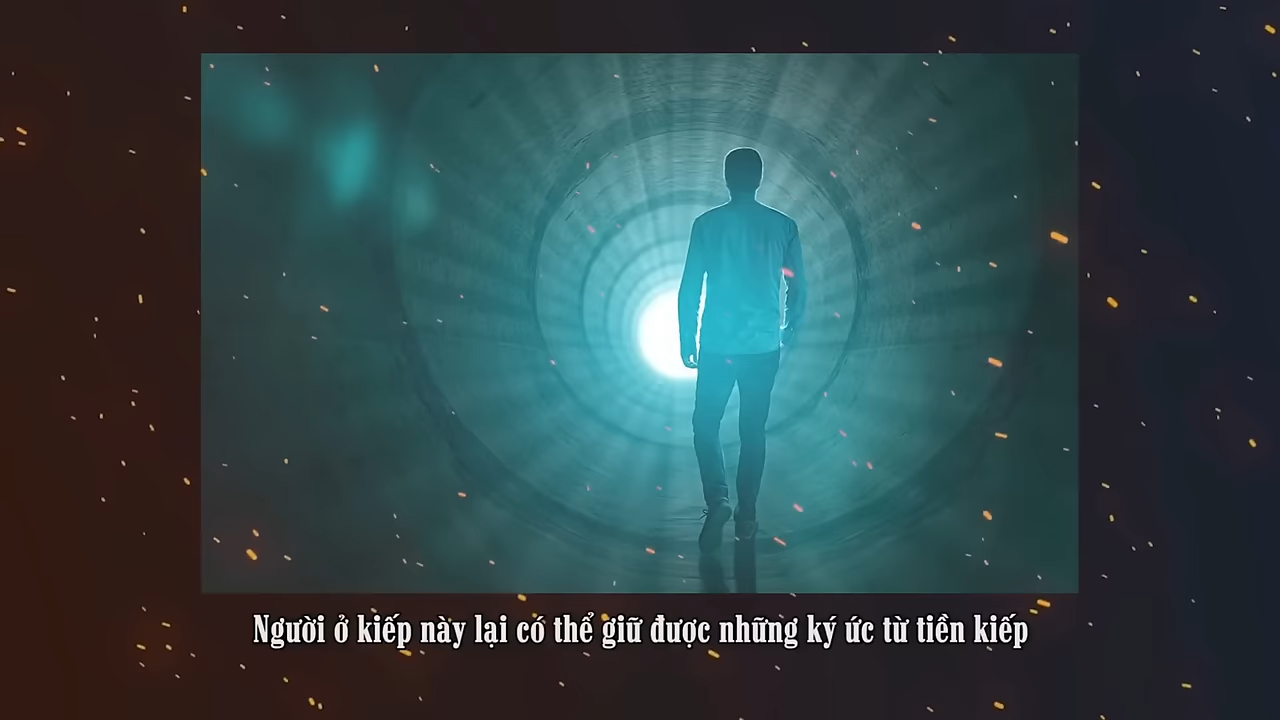 Người ở kiếp này lại có thể giữ được những ký ức từ tiền kiếp